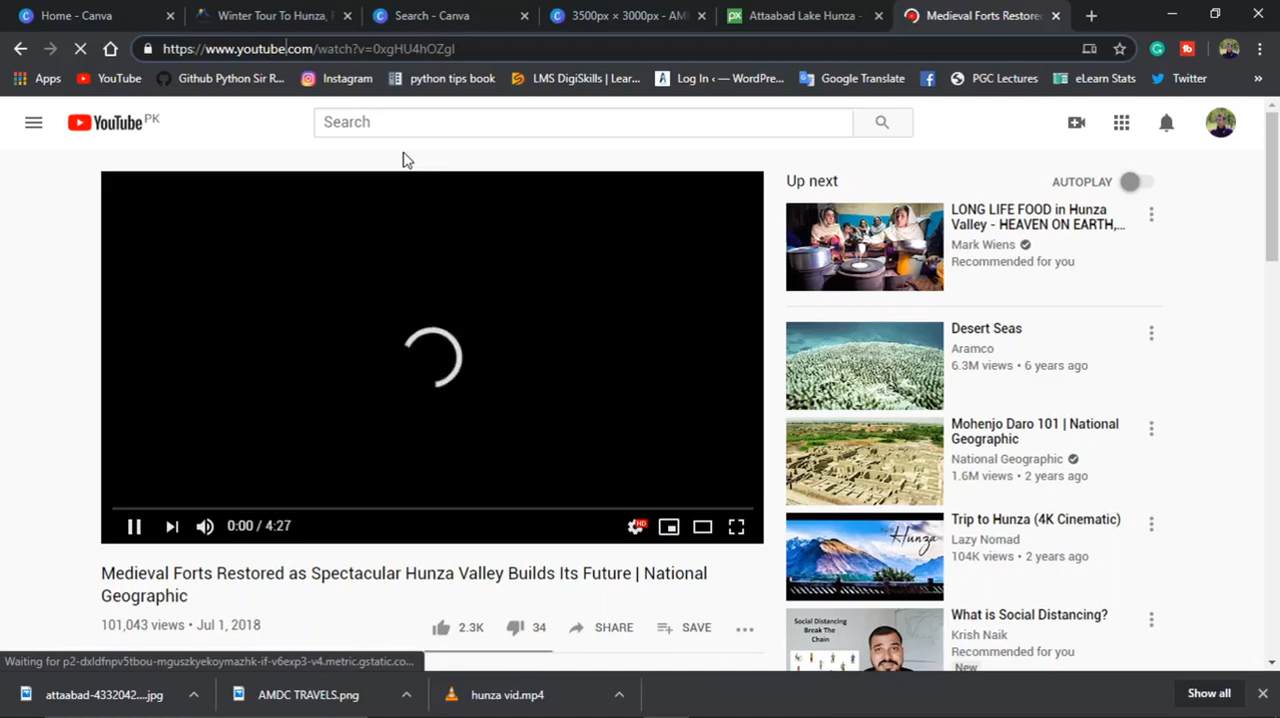 Home - Canva
Winter Tour To Hunza, F
Search - Canva
3500px × 3000px - AM
Attaabad Lake Hunza -
Medieval Forts Restore
https://www.youtube.com/watch?v=0xgHU4hOZgI
Apps
YouTube
Github Python Sir R...
Instagram
python tips book
LMS DigiSkills | Lear...
Log In ‹ — WordPre...
Google Translate
PGC Lectures
eLearn Stats
Twitter
»
YouTube PK
Search
Up next
AUTOPLAY
LONG LIFE FOOD in Hunza
Valley - HEAVEN ON EARTH,...
Mark Wiens
Recommended for you
Desert Seas
Aramco
6.3M views • 6 years ago
Mohenjo Daro 101 | National
Geographic
National Geographic
1.6M views • 2 years ago
Hunza
Trip to Hunza (4K Cinematic)
Lazy Nomad
104K views • 2 years ago
Social Distancing
Break The
Chain
What is Social Distancing?
Krish Naik
New
0:00 / 4:27
HD
Medieval Forts Restored as Spectacular Hunza Valley Builds Its Future | National
Geographic
101,043 views • Jul 1, 2018
2.3K
34
SHARE
SAVE
Waiting for p2-dxldfnpv5tbou-mguszkyekoymazhk-if-v6exp3-v4.metric.gstatic.co...
attaabad-4332042....jpg
AMDC TRAVELS.png
hunza vid.mp4
Show all